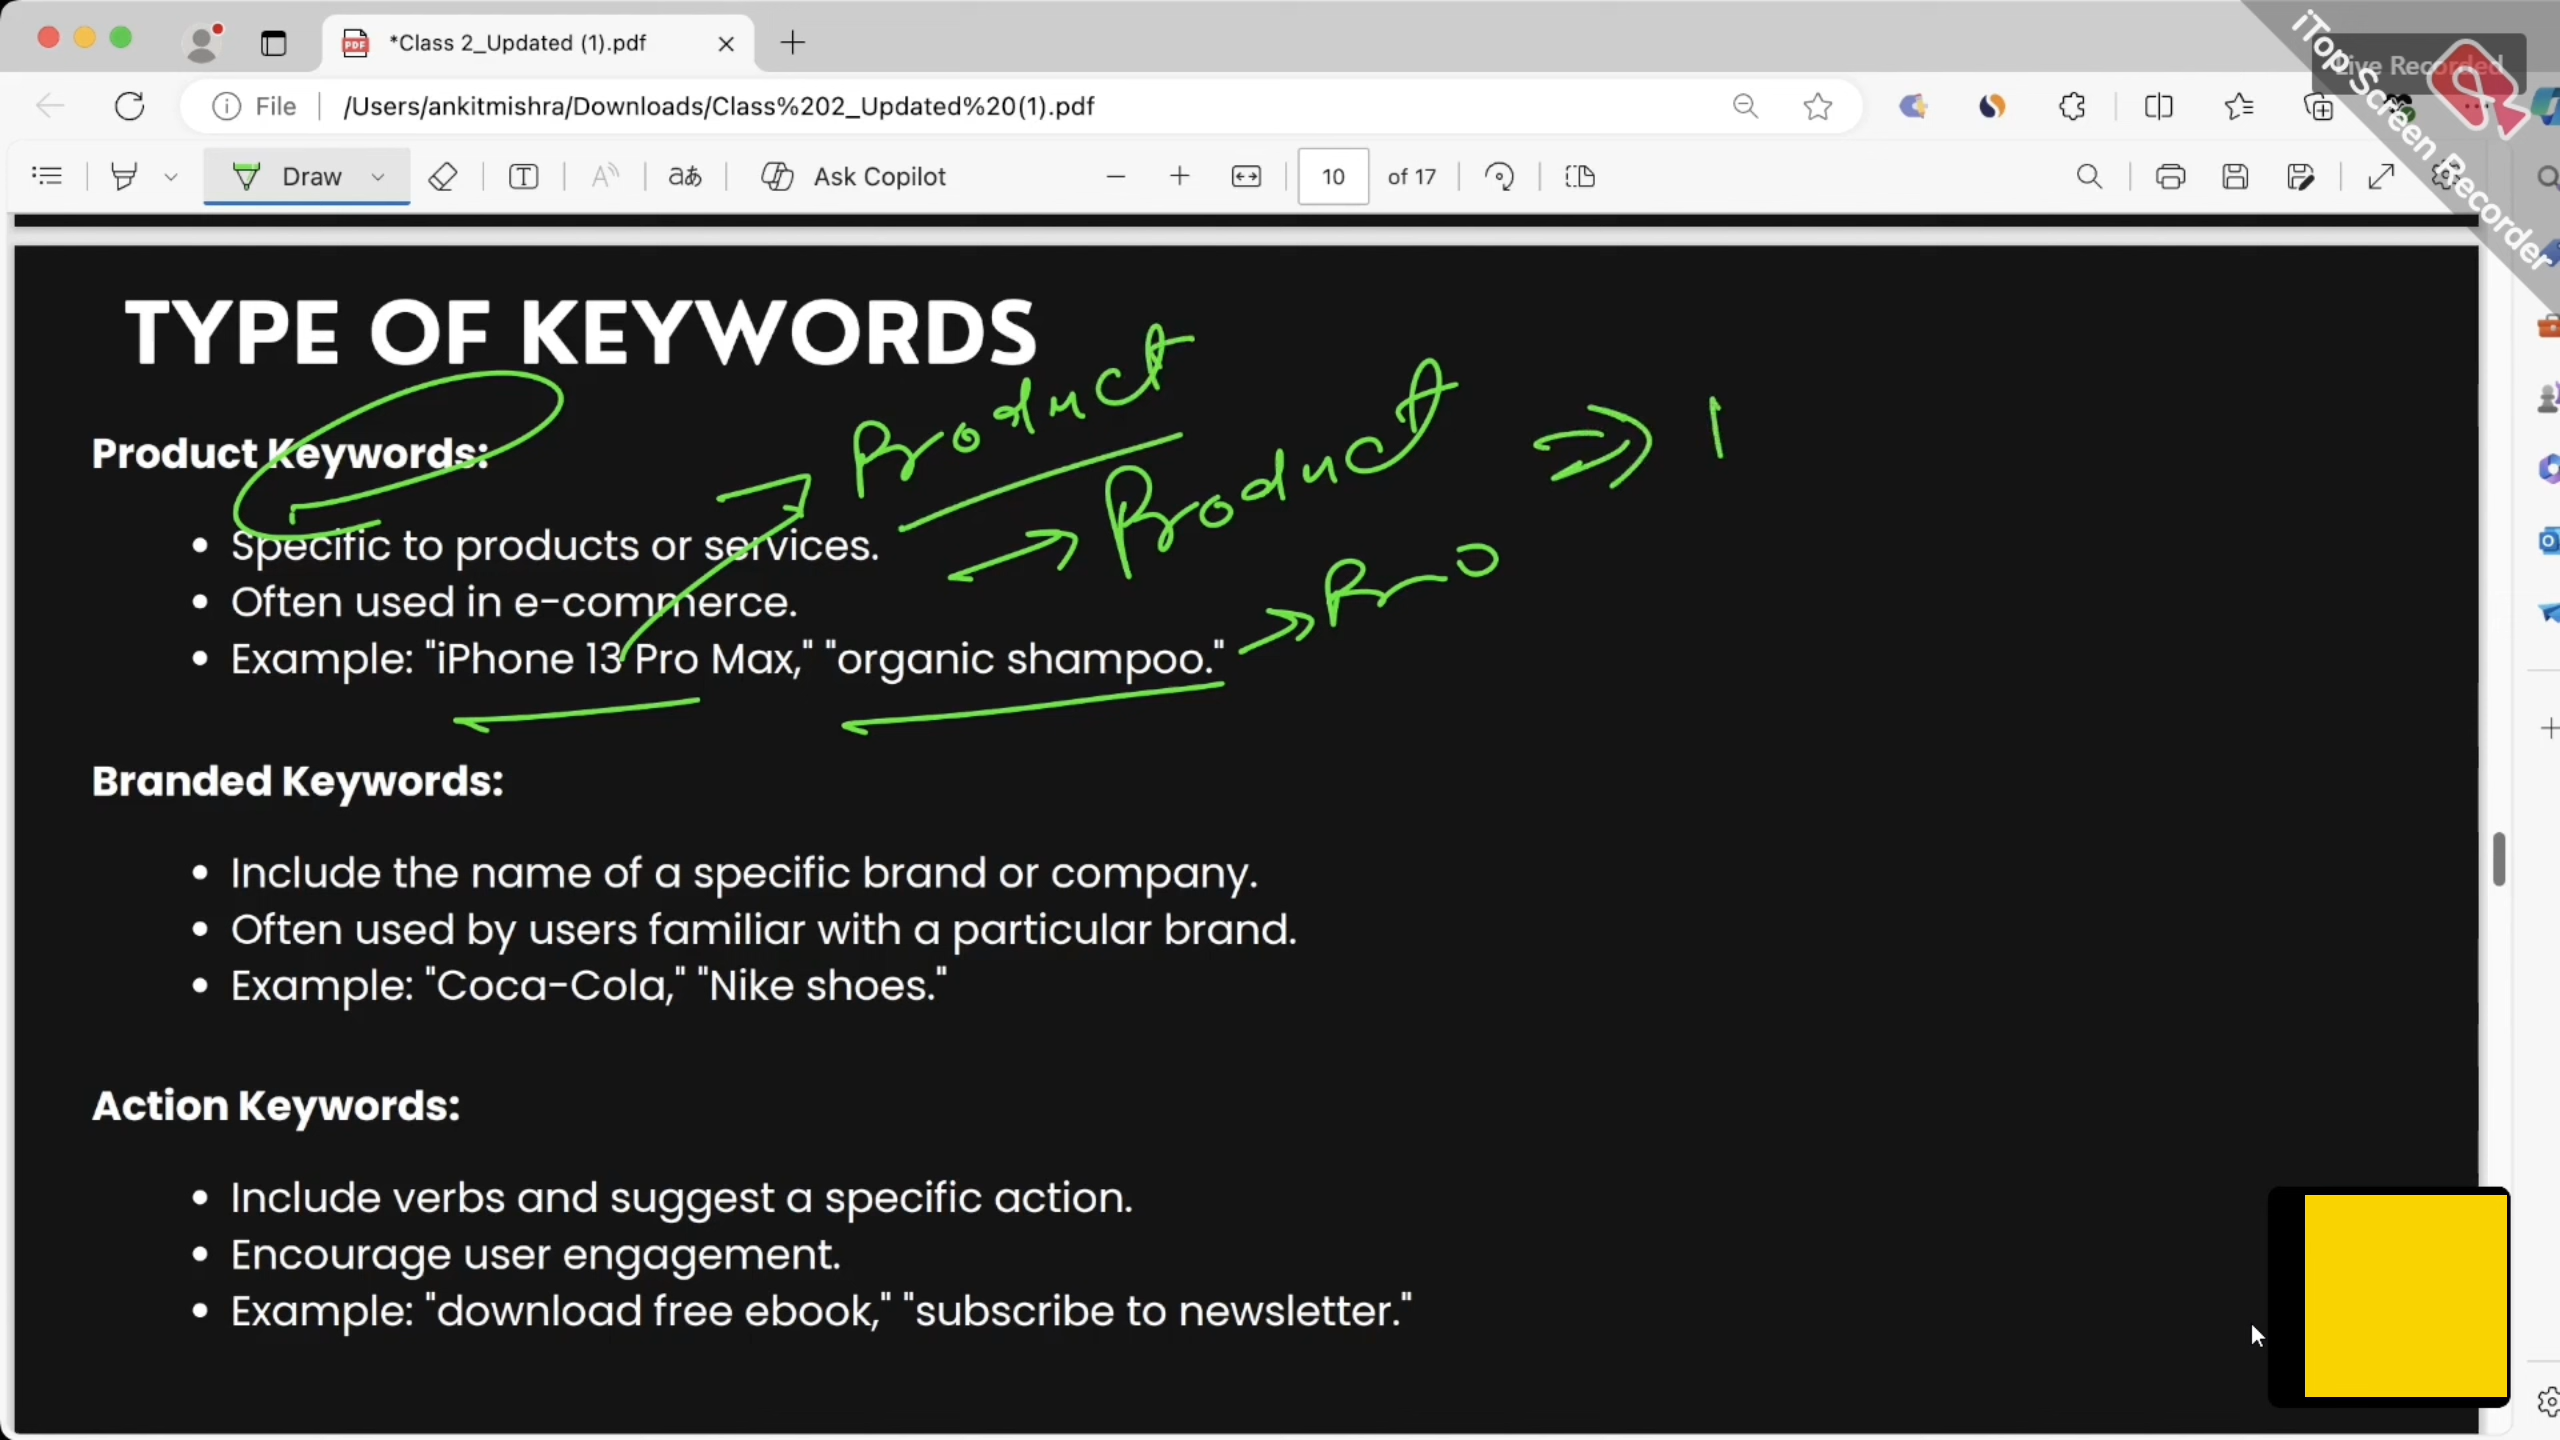 *Class 2_Updated (1).pdf
File
/Users/ankitmishra/Downloads/Class%202_Updated%20(1).pdf
iTop Screen Recorder
Draw
Ask Copilot
10 of 17
TYPE OF KEYWORDS
Product
Product
Product Keywords:
Specific to products or services.
Often used in e-commerce.
Pro
Example: "iPhone 13 Pro Max," "organic shampoo."
Branded Keywords:
Include the name of a specific brand or company.
Often used by users familiar with a particular brand.
Example: "Coca-Cola," "Nike shoes."
Action Keywords:
Include verbs and suggest a specific action.
Encourage user engagement.
Example: "download free ebook," "subscribe to newsletter."